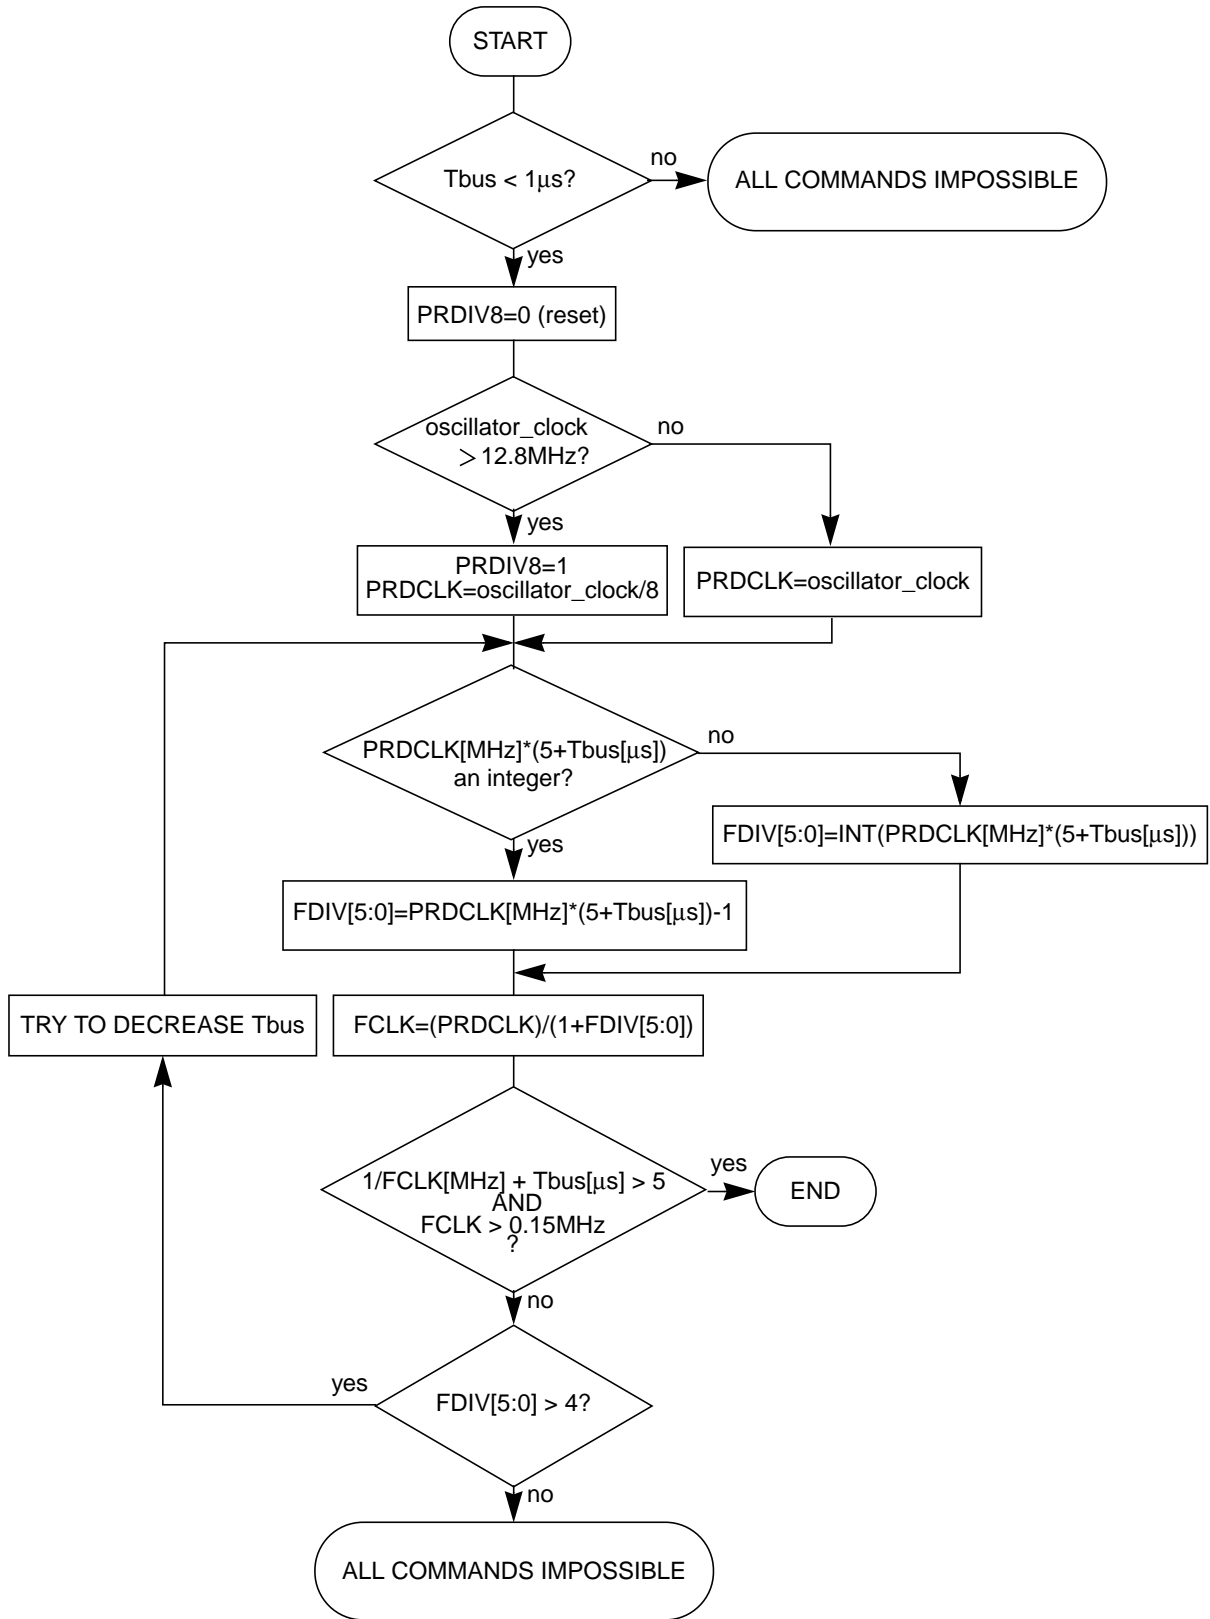 START
Tbus < 1μs?
no
ALL COMMANDS IMPOSSIBLE
yes
PRDIV8=0 (reset)
oscillator_clock
> 12.8MHz?
no
yes
PRDIV8=1
PRDCLK=oscillator_clock/8
PRDCLK=oscillator_clock
PRDCLK[MHz]*(5+Tbus[μs])
an integer?
no
yes
FDIV[5:0]=INT(PRDCLK[MHz]*(5+Tbus[μs]))
FDIV[5:0]=PRDCLK[MHz]*(5+Tbus[μs])-1
TRY TO DECREASE Tbus
FCLK=(PRDCLK)/(1+FDIV[5:0])
1/FCLK[MHz] + Tbus[μs] > 5
AND
FCLK > 0.15MHz
?
yes
END
no
FDIV[5:0] > 4?
yes
no
ALL COMMANDS IMPOSSIBLE